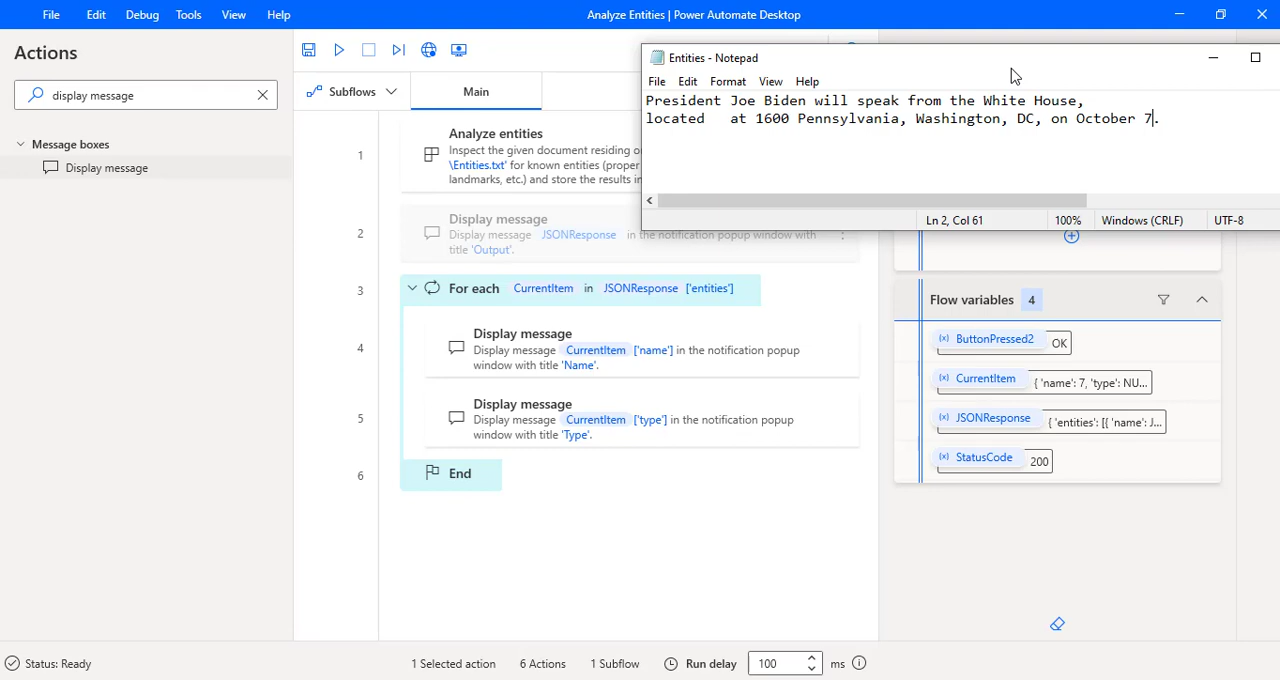 File Edit Debug Tools View Help Analyze Entities | Power Automate Desktop
Actions
display message
Message boxes
Display message
Subflows Main
1
Analyze entities
Inspect the given document residing o
\Entities.txt' for known entities (proper
landmarks, etc.) and store the results in
2
Display message
Display message JSONResponse in the notification popup window with
title 'Output'.
3
For each CurrentItem in JSONResponse ['entities']
4
Display message
Display message CurrentItem ['name'] in the notification popup
window with title 'Name'.
5
Display message
Display message CurrentItem ['type'] in the notification popup
window with title 'Type'.
6
End
Entities - Notepad
File Edit Format View Help
President Joe Biden will speak from the White House,
located at 1600 Pennsylvania, Washington, DC, on October 7.
Ln 2, Col 61 100% Windows (CRLF) UTF-8
Flow variables 4
(x) ButtonPressed2 OK
(x) CurrentItem { 'name': 7, 'type': NU...
(x) JSONResponse { 'entities': [{ 'name': J...
(x) StatusCode 200
Status: Ready 1 Selected action 6 Actions 1 Subflow Run delay 100 ms